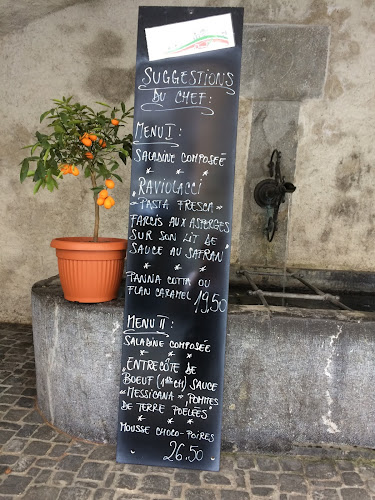 SUGGESTIONS
DU CHEF :
MENU I :
SALADINE COMPOSÉE
* *
"RAVIOLACCI
"PASTA FRESCA"
FARCIS AUX ASPERGES
SUR SON LIT DE
SAUCE AU SAFRAN
* * *
PANNA COTTA OU
FLAN CARAMEL 19,50
MENU II :
SALADINE COMPOSÉE
* * *
ENTRECÔTE DE
BOEUF (1er CH) SAUCE
"MESSICANA", POMMES
DE TERRE POÊLÉES"
* * *
MOUSSE CHOCO-POIRES
26.50